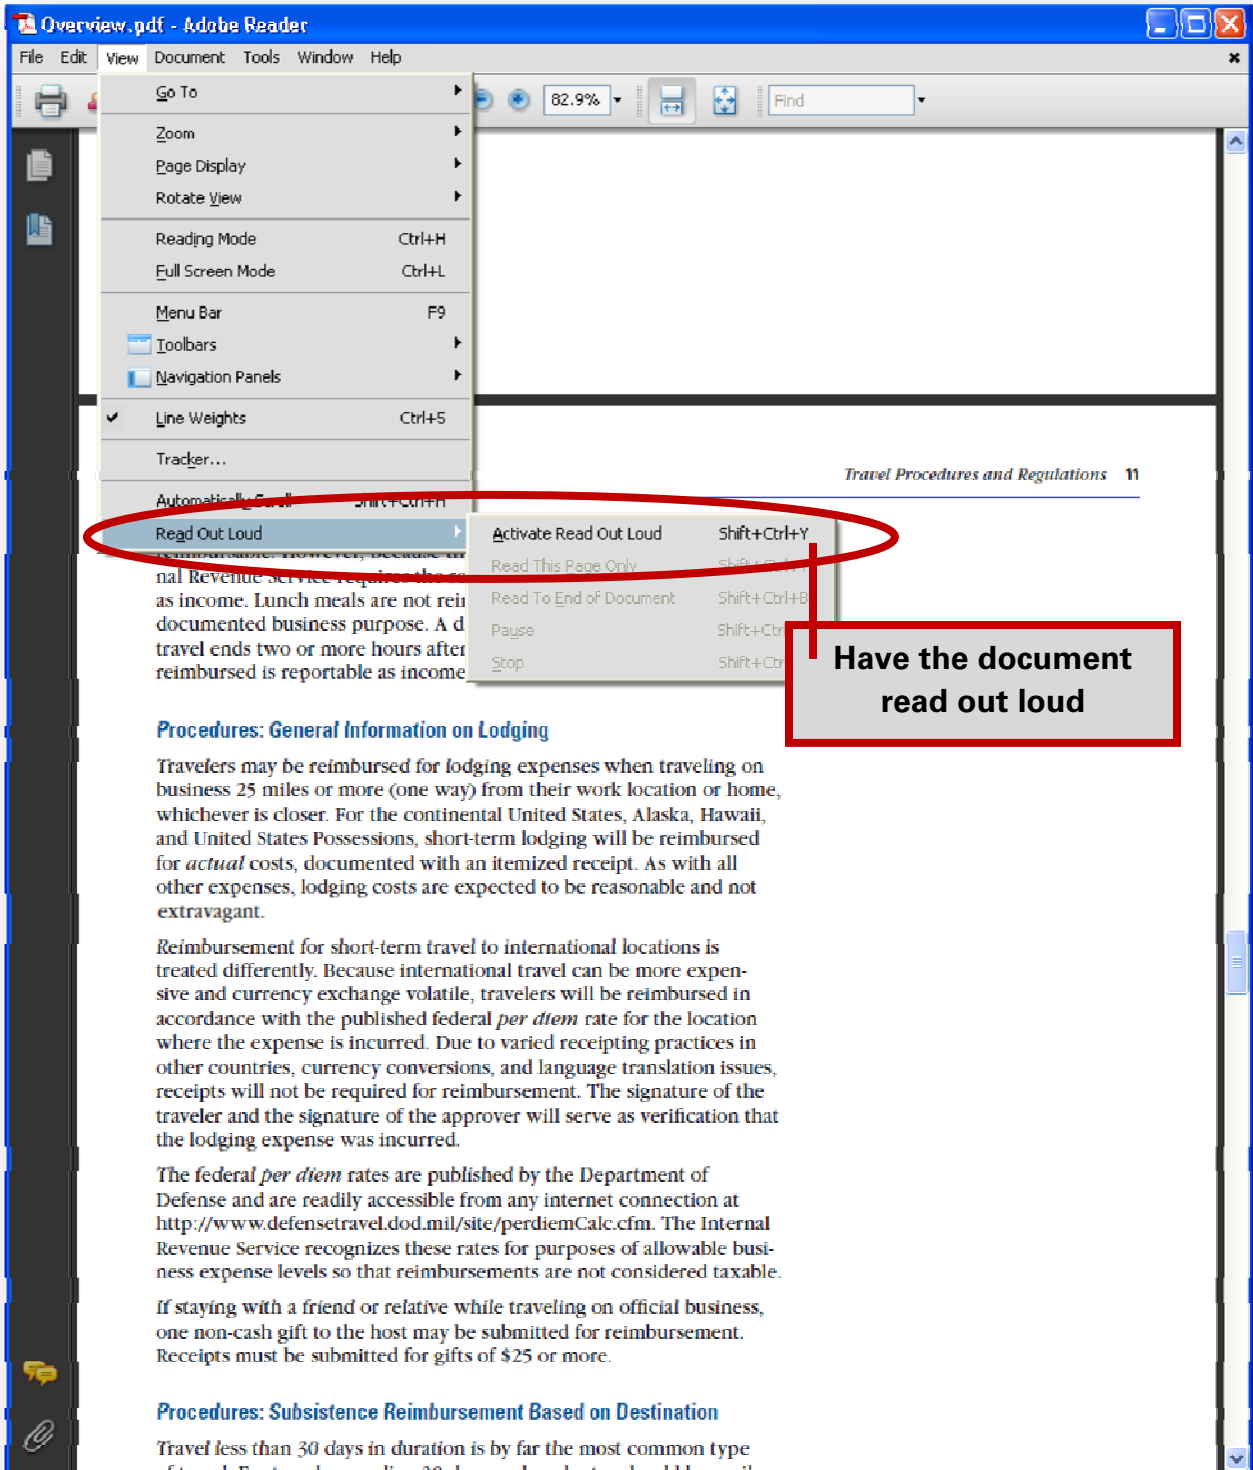 Overview.pdf - Adobe Reader
File Edit View Document Tools Window Help
82.9% Find
Go To
Zoom
Page Display
Rotate View
Reading Mode Ctrl+H
Full Screen Mode Ctrl+L
Menu Bar F9
Toolbars
Navigation Panels
Line Weights Ctrl+5
Tracker...
Automatically Scroll Shift+Ctrl+H
Read Out Loud
Activate Read Out Loud Shift+Ctrl+Y
Read This Page Only
Read To End of Document Shift+Ctrl+B
Pause
Stop
Have the document
read out loud
Travel Procedures and Regulations 11
reimbursable. However, because
nal Revenue Service requires the
as income. Lunch meals are not
documented business purpose. A
travel ends two or more hours after
reimbursed is reportable as income
Procedures: General Information on Lodging
Travelers may be reimbursed for lodging expenses when traveling on
business 25 miles or more (one way) from their work location or home,
whichever is closer. For the continental United States, Alaska, Hawaii,
and United States Possessions, short-term lodging will be reimbursed
for actual costs, documented with an itemized receipt. As with all
other expenses, lodging costs are expected to be reasonable and not
extravagant.
Reimbursement for short-term travel to international locations is
treated differently. Because international travel can be more expen-
sive and currency exchange volatile, travelers will be reimbursed in
accordance with the published federal per diem rate for the location
where the expense is incurred. Due to varied receipting practices in
other countries, currency conversions, and language translation issues,
receipts will not be required for reimbursement. The signature of the
traveler and the signature of the approver will serve as verification that
the lodging expense was incurred.
The federal per diem rates are published by the Department of
Defense and are readily accessible from any internet connection at
http://www.defensetravel.dod.mil/site/perdiemCalc.cfm. The Internal
Revenue Service recognizes these rates for purposes of allowable busi-
ness expense levels so that reimbursements are not considered taxable.
If staying with a friend or relative while traveling on official business,
one non-cash gift to the host may be submitted for reimbursement.
Receipts must be submitted for gifts of $25 or more.
Procedures: Subsistence Reimbursement Based on Destination
Travel less than 30 days in duration is by far the most common type